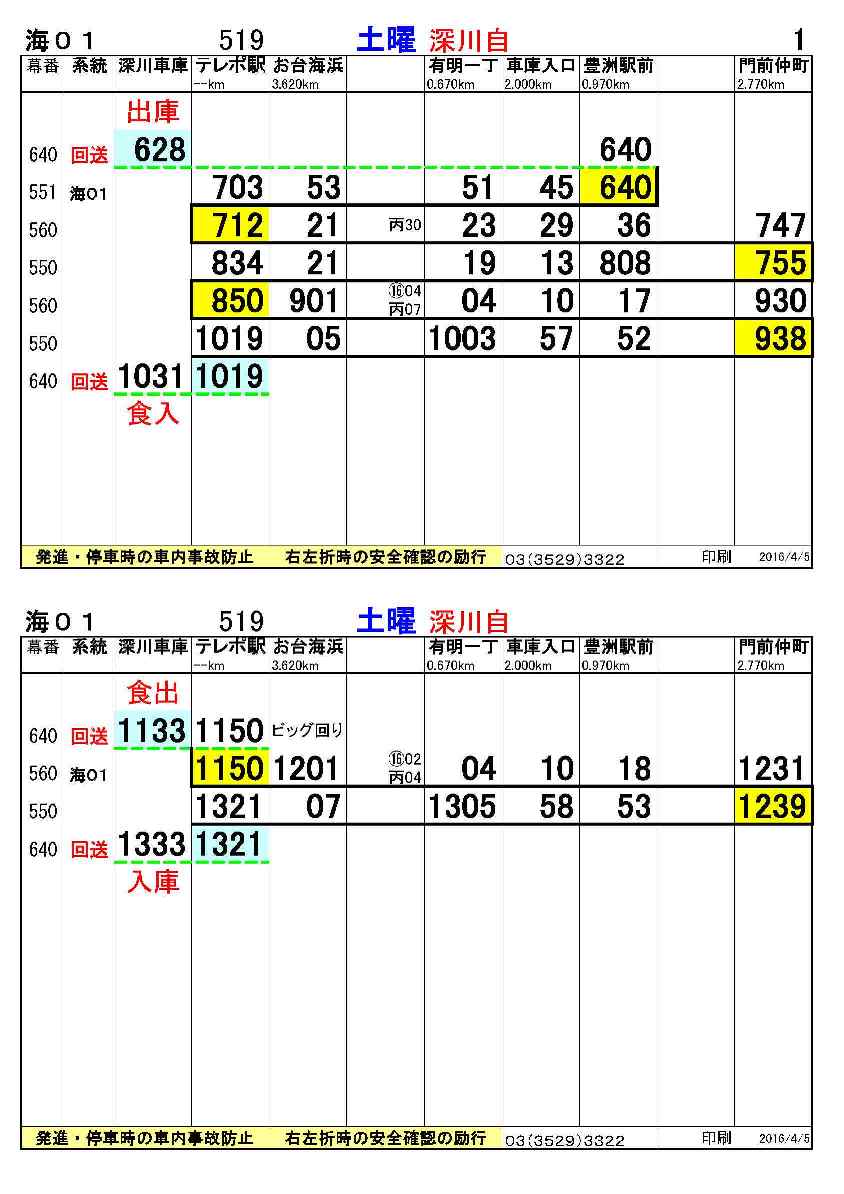 海０１ 519 土曜 深川自 1
幕番 系統 深川車庫 テレポ駅 お台海浜 有明一丁 車庫入口 豊洲駅前 門前仲町
--km 3.620km 0.670km 2.000km 0.970km 2.770km
出庫
640 回送 628 640
551 海01 703 53 51 45 640
560 712 21 丙30 23 29 36 747
550 834 21 19 13 808 755
560 850 901 ⑯04 丙07 04 10 17 930
550 1019 05 1003 57 52 938
640 回送 1031 1019
食入
発進・停車時の車内事故防止 右左折時の安全確認の励行 03(3529)3322 印刷 2016/4/5
海０１ 519 土曜 深川自
幕番 系統 深川車庫 テレポ駅 お台海浜 有明一丁 車庫入口 豊洲駅前 門前仲町
--km 3.620km 0.670km 2.000km 0.970km 2.770km
食出
640 回送 1133 1150 ビッグ回り
560 海01 1150 1201 ⑯02 丙04 04 10 18 1231
550 1321 07 1305 58 53 1239
640 回送 1333 1321
入庫
発進・停車時の車内事故防止 右左折時の安全確認の励行 03(3529)3322 印刷 2016/4/5